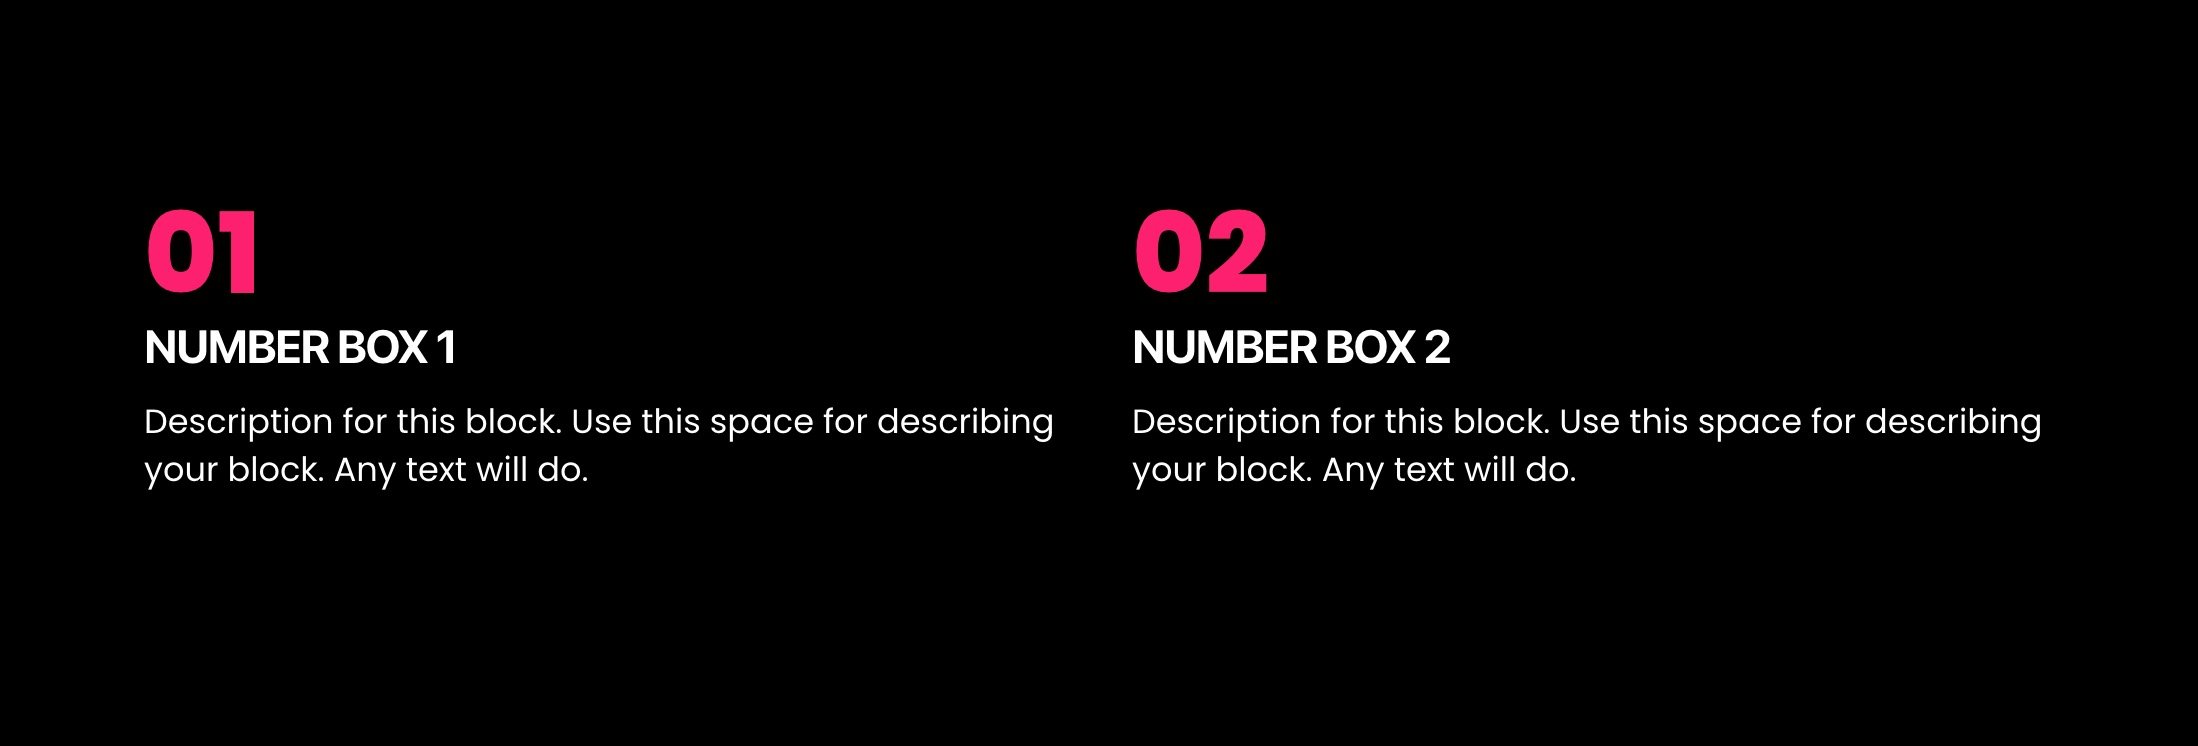 01
NUMBER BOX 1
Description for this block. Use this space for describing
your block. Any text will do.
02
NUMBER BOX 2
Description for this block. Use this space for describing
your block. Any text will do.